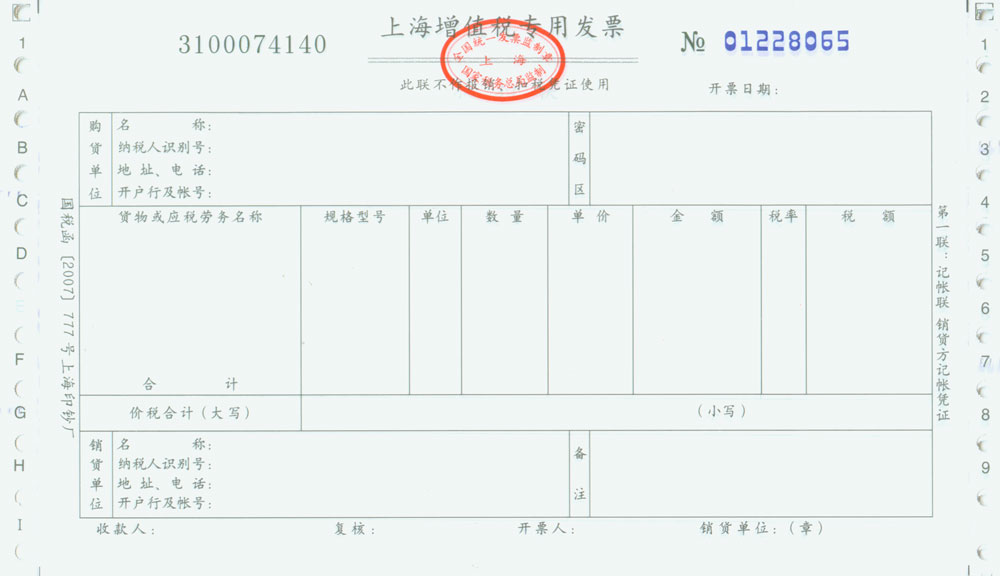 上海增值税专用发票
3100074140
№ 01228065
全国统一发票监制章
上海
国家税务总局监制
此联不作报销、扣税凭证使用
开票日期：
购货单位
名 称：
纳税人识别号：
地 址、电 话：
开户行及帐号：
密码区
货物或应税劳务名称 规格型号 单位 数 量 单 价 金 额 税率 税 额
合 计
价税合计（大写） （小写）
销货单位
名 称：
纳税人识别号：
地 址、电 话：
开户行及帐号：
备注
收款人： 复核： 开票人： 销货单位：（章）
国税函〔2007〕777号上海印钞厂
第一联：记帐联 销货方记帐凭证
1
A
B
C
D
E
F
G
H
I
1
2
3
4
5
6
7
8
9